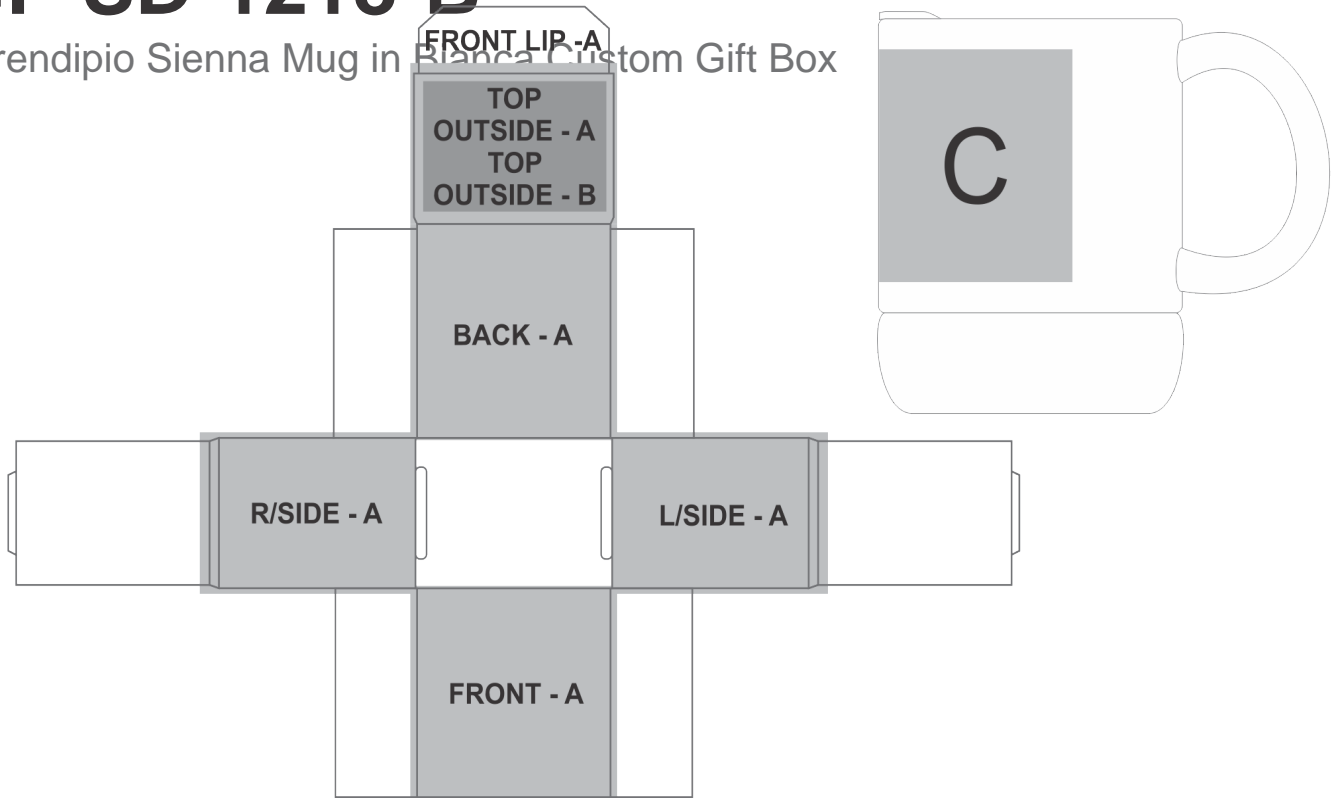 rendipio Sienna Mug in Bianca Custom Gift Box
FRONT LIP -A
TOP
OUTSIDE - A
TOP
OUTSIDE - B
C
BACK - A
R/SIDE - A
L/SIDE - A
FRONT - A